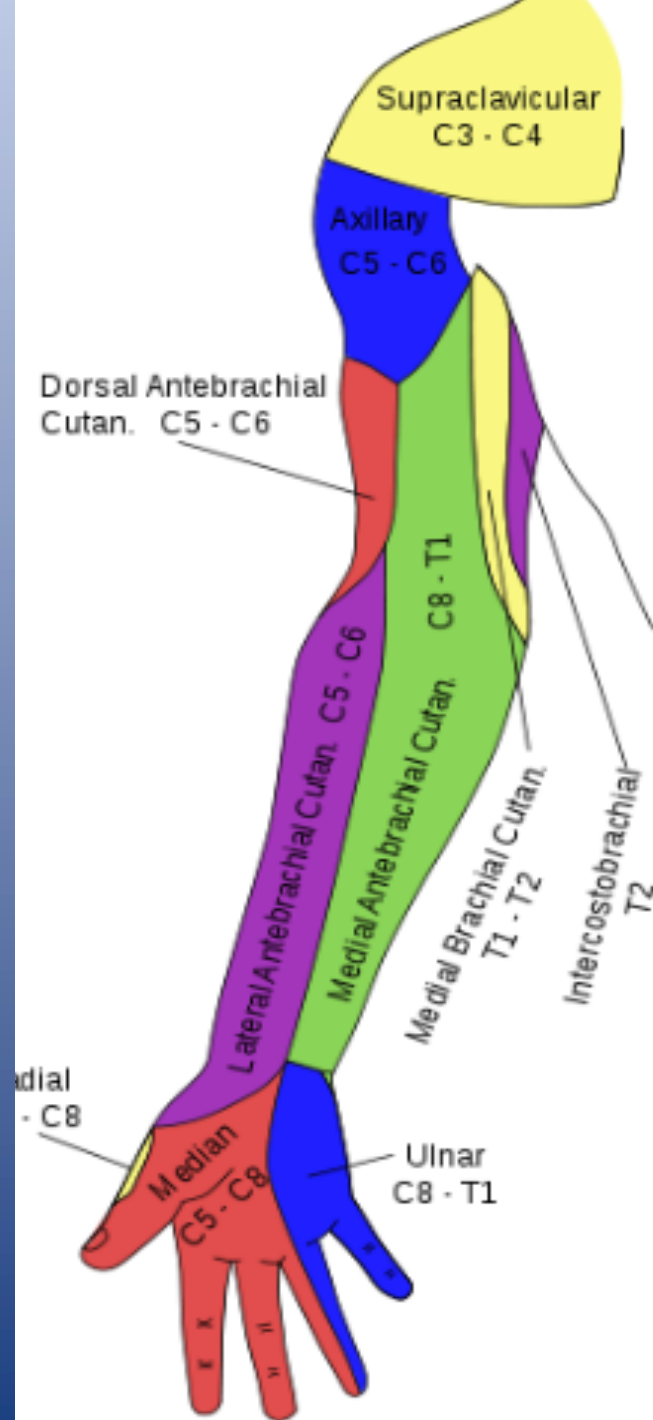 Supraclavicular
C3 - C4
Axillary
C5 - C6
Dorsal Antebrachial
Cutan. C5 - C6
C8 - T1
Medial Antebrachial Cutan.
Lateral Antebrachial Cutan. C5 - C6
Medial Brachial Cutan.
T1 - T2
Intercostobrachial
T2
adial
- C8
Median
C5 - C8
Ulnar
C8 - T1